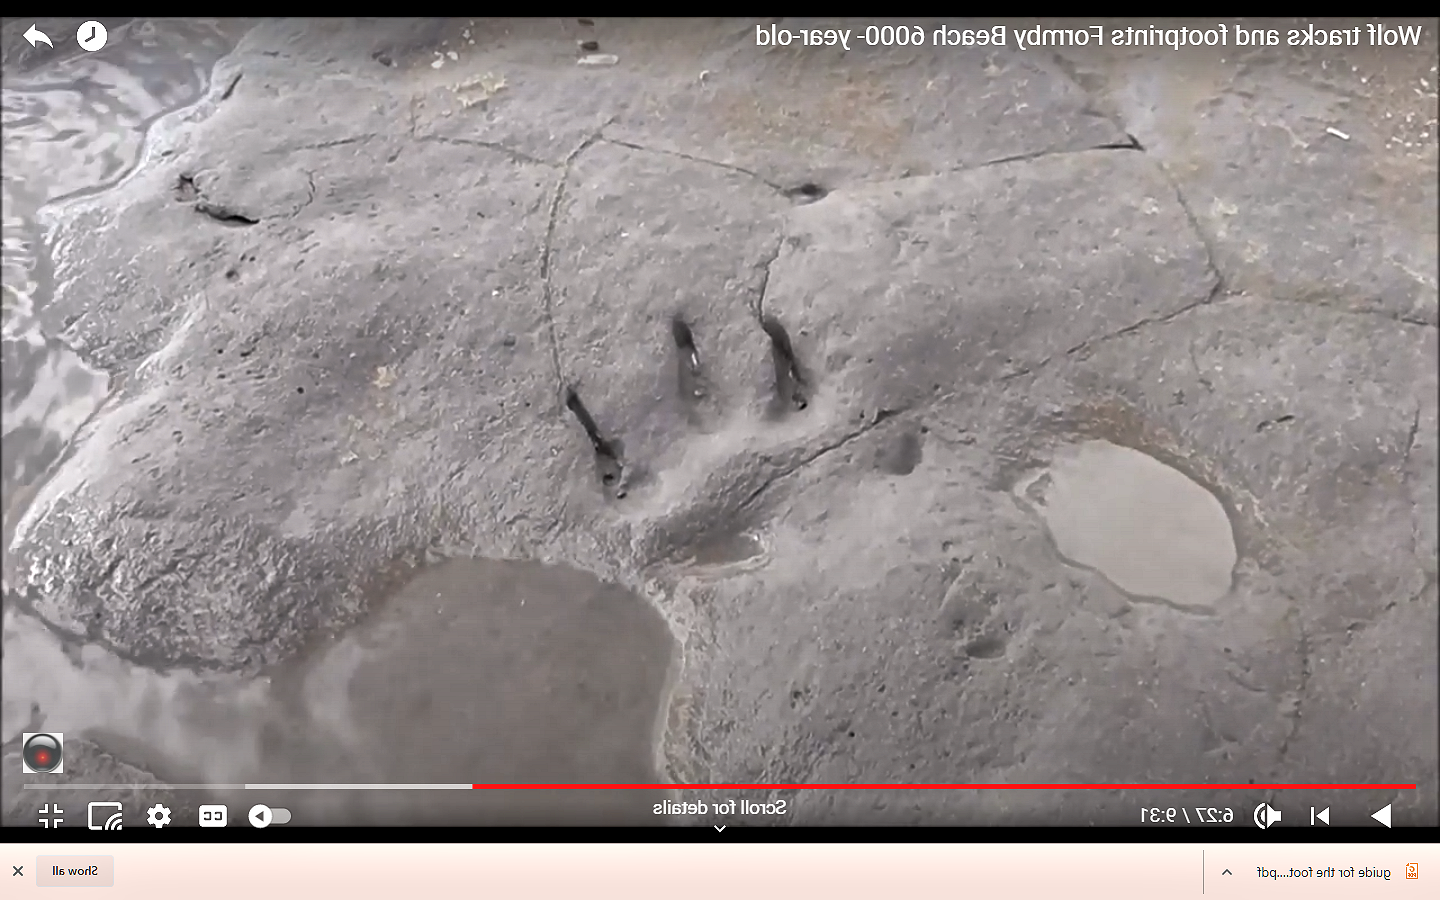 Wolf tracks and footprints Formby Beach 6000- year-old
Scroll for details
6:27 / 9:31
CC
guide for the foot....pdf
Show all